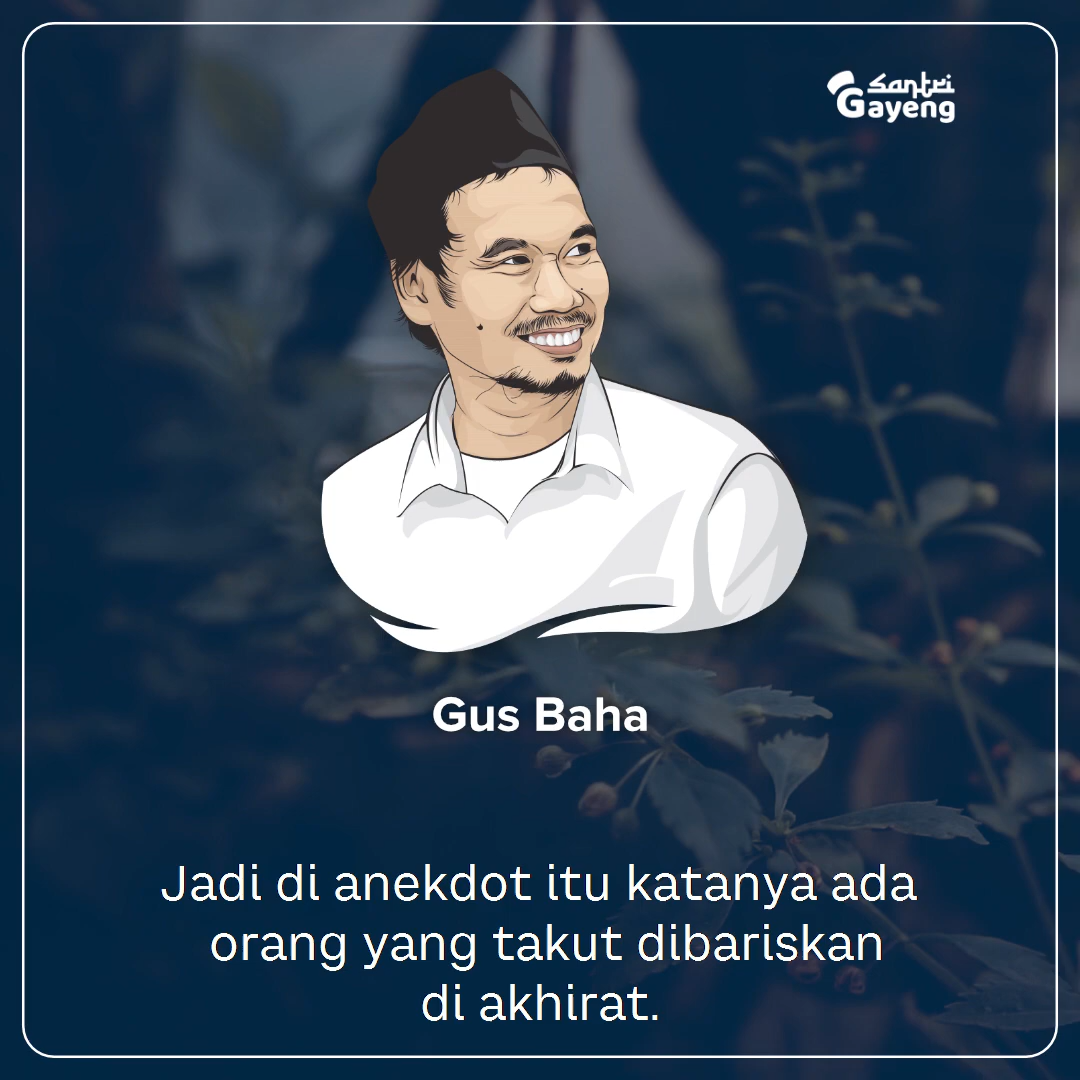 Santri
Gayeng
Gus Baha
Jadi di anekdot itu katanya ada
orang yang takut dibariskan
di akhirat.